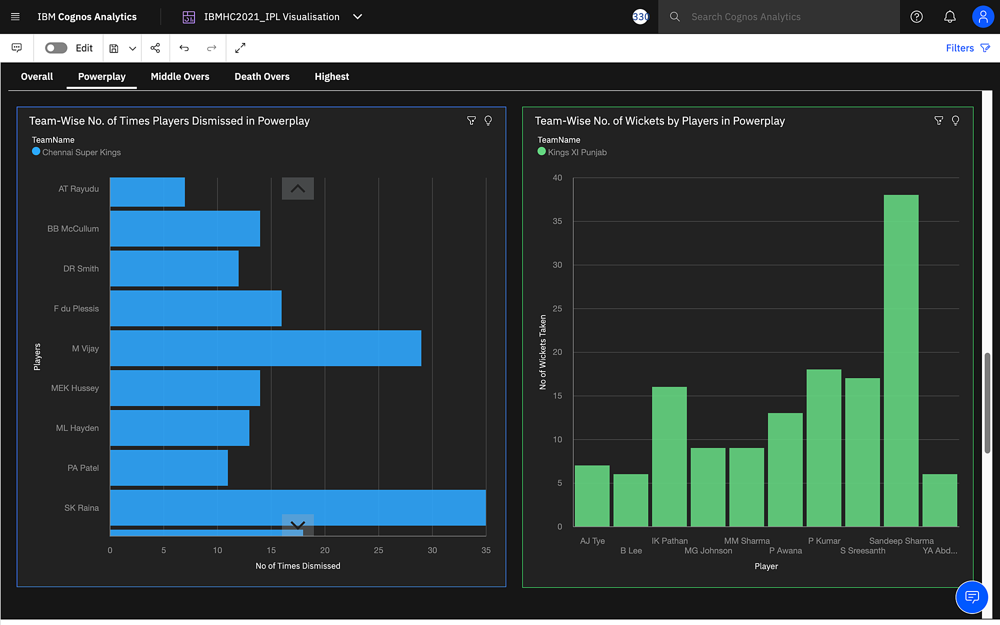 IBM Cognos Analytics
IBMHC2021_IPL Visualisation
330
Search Cognos Analytics
Edit
Filters
Overall
Powerplay
Middle Overs
Death Overs
Highest
Team-Wise No. of Times Players Dismissed in Powerplay
TeamName
Chennai Super Kings
Players
AT Rayudu
BB McCullum
DR Smith
F du Plessis
M Vijay
MEK Hussey
ML Hayden
PA Patel
SK Raina
0 5 10 15 20 25 30 35
No of Times Dismissed
Team-Wise No. of Wickets by Players in Powerplay
TeamName
Kings XI Punjab
No of Wickets Taken
40
35
30
25
20
15
10
5
0
AJ Tye IK Pathan MM Sharma P Kumar Sandeep Sharma
B Lee MG Johnson P Awana S Sreesanth YA Abd...
Player